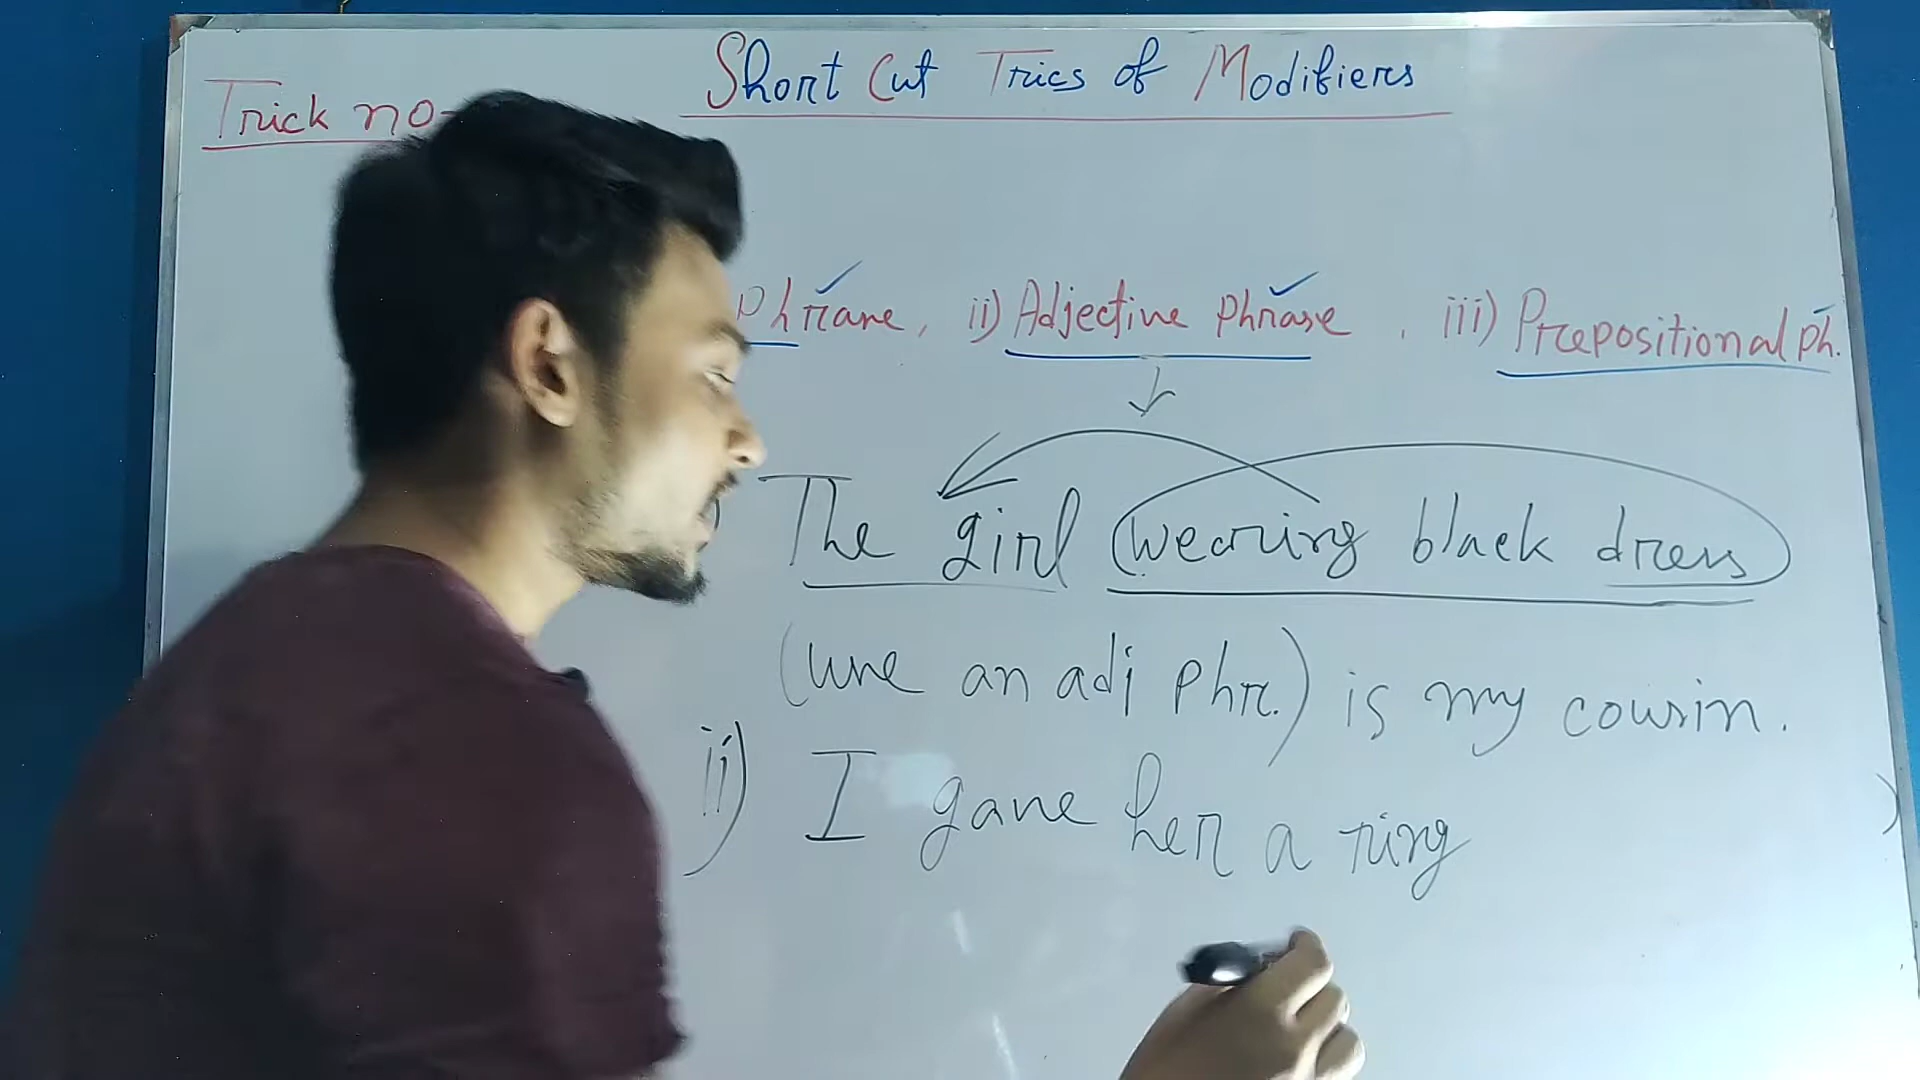 Short Cut Trics of Modifiers
Trick no-
Phrase, ii) Adjective Phrase, iii) Prepositional ph.
The girl (wearing black dress)
(use an adj phr.) is my cousin.
ii) I gave her a ring